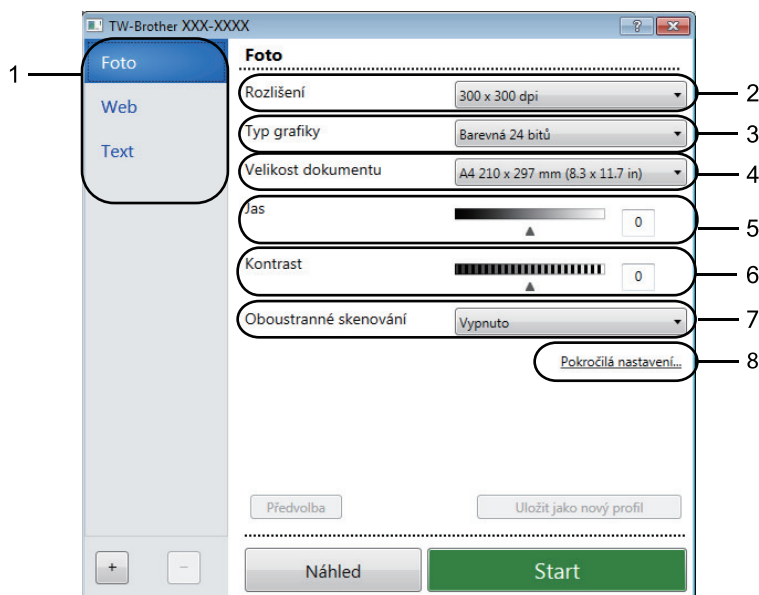 TW-Brother XXX-XXXX
?
1
Foto
Web
Text
Foto
Rozlišení
300 x 300 dpi
2
Typ grafiky
Barevná 24 bitů
3
Velikost dokumentu
A4 210 x 297 mm (8.3 x 11.7 in)
4
Jas
0
5
Kontrast
0
6
Oboustranné skenování
Vypnuto
7
Pokročilá nastavení...
8
Předvolba
Uložit jako nový profil
+
−
Náhled
Start